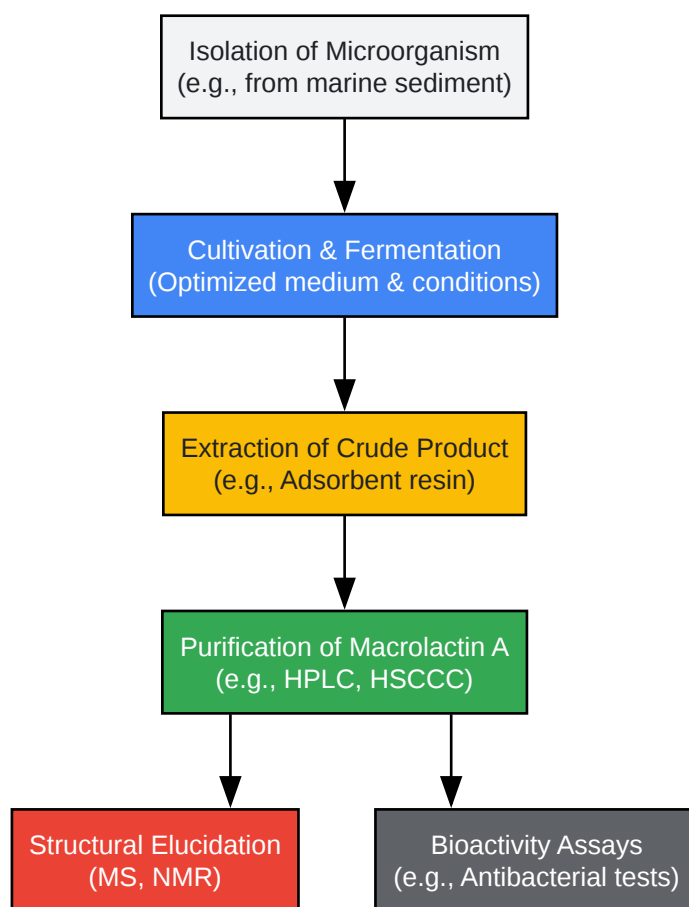 Isolation of Microorganism
(e.g., from marine sediment)
Cultivation & Fermentation
(Optimized medium & conditions)
Extraction of Crude Product
(e.g., Adsorbent resin)
Purification of Macrolactin A
(e.g., HPLC, HSCCC)
Structural Elucidation
(MS, NMR)
Bioactivity Assays
(e.g., Antibacterial tests)